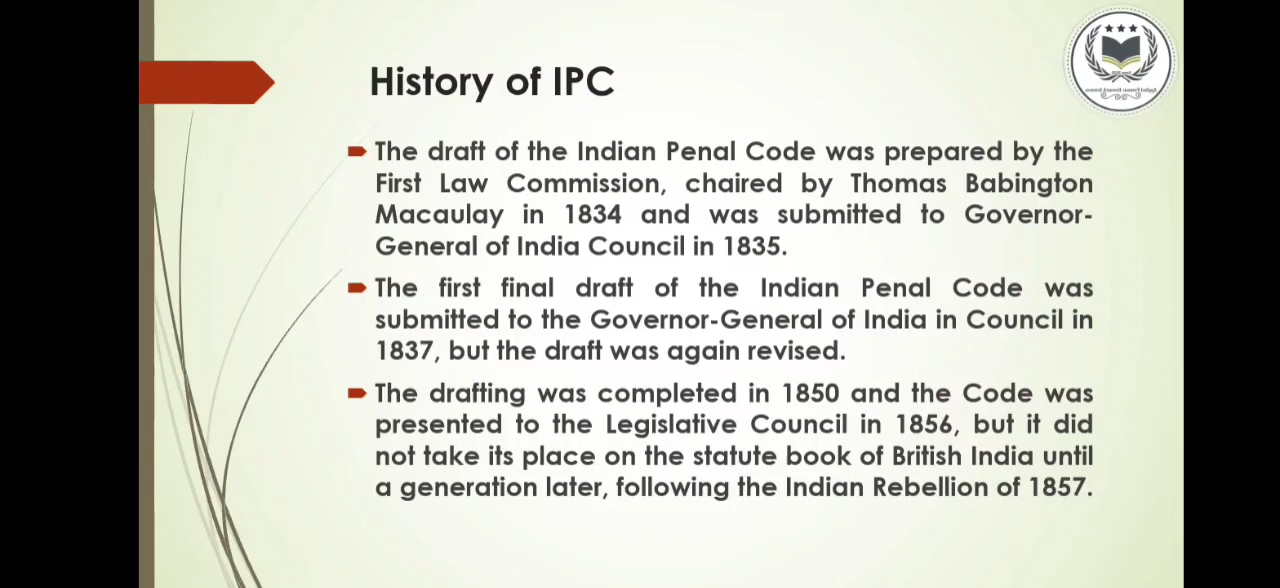 History of IPC
The draft of the Indian Penal Code was prepared by the
First Law Commission, chaired by Thomas Babington
Macaulay in 1834 and was submitted to Governor-
General of India Council in 1835.
The first final draft of the Indian Penal Code was
submitted to the Governor-General of India in Council in
1837, but the draft was again revised.
The drafting was completed in 1850 and the Code was
presented to the Legislative Council in 1856, but it did
not take its place on the statute book of British India until
a generation later, following the Indian Rebellion of 1857.